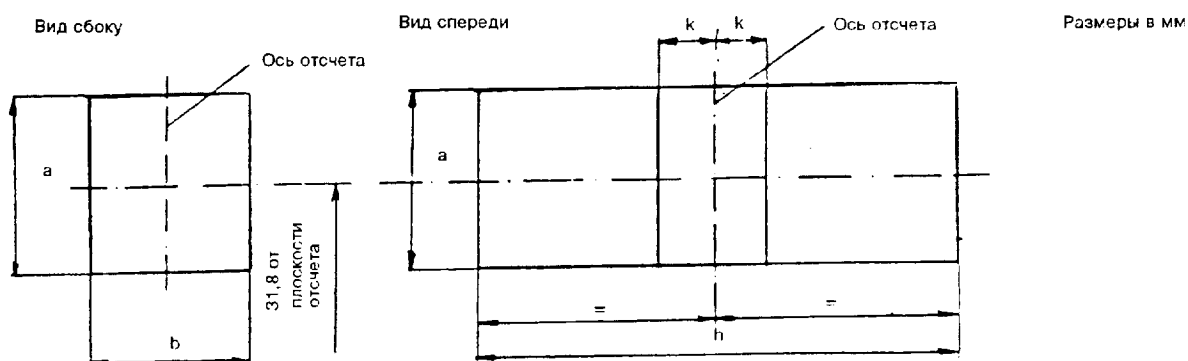 Вид сбоку
Вид спереди
Размеры в мм
k
k
Ось отсчета
Ось отсчета
a
a
31,8 от
плоскости
отсчета
=
=
b
h